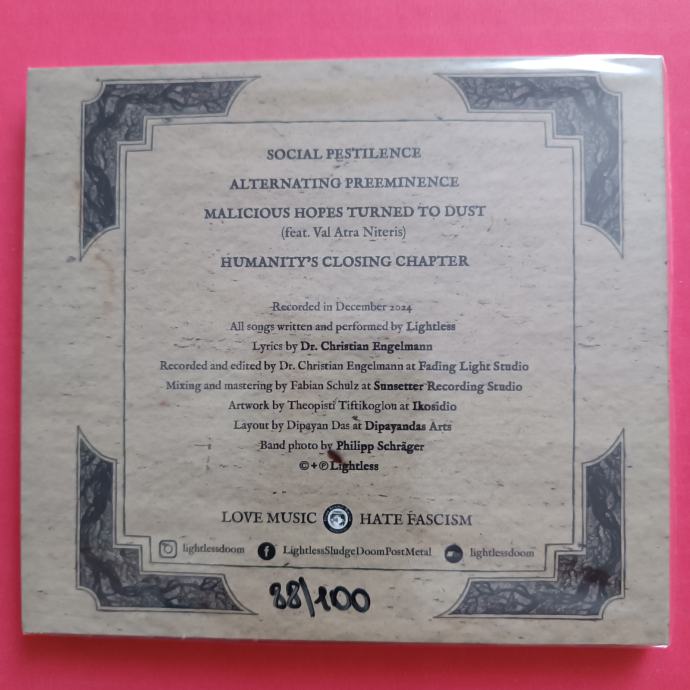 SOCIAL PESTILENCE
ALTERNATING PREEMINENCE
MALICIOUS HOPES TURNED TO DUST
(feat. Val Atra Niteris)
HUMANITY'S CLOSING CHAPTER
Recorded in December 2024
All songs written and performed by Lightless
Lyrics by Dr. Christian Engelmann
Recorded and edited by Dr. Christian Engelmann at Fading Light Studio
Mixing and mastering by Fabian Schulz at Sunsetter Recording Studio
Artwork by Theopisti Tiftikoglou at Ikosidio
Layout by Dipayan Das at Dipayandas Arts
Band photo by Philipp Schräger
©+℗ Lightless
LOVE MUSIC HATE FASCISM
lightlessdoom LightlessSludgeDoomPostMetal lightlessdoom
88/100